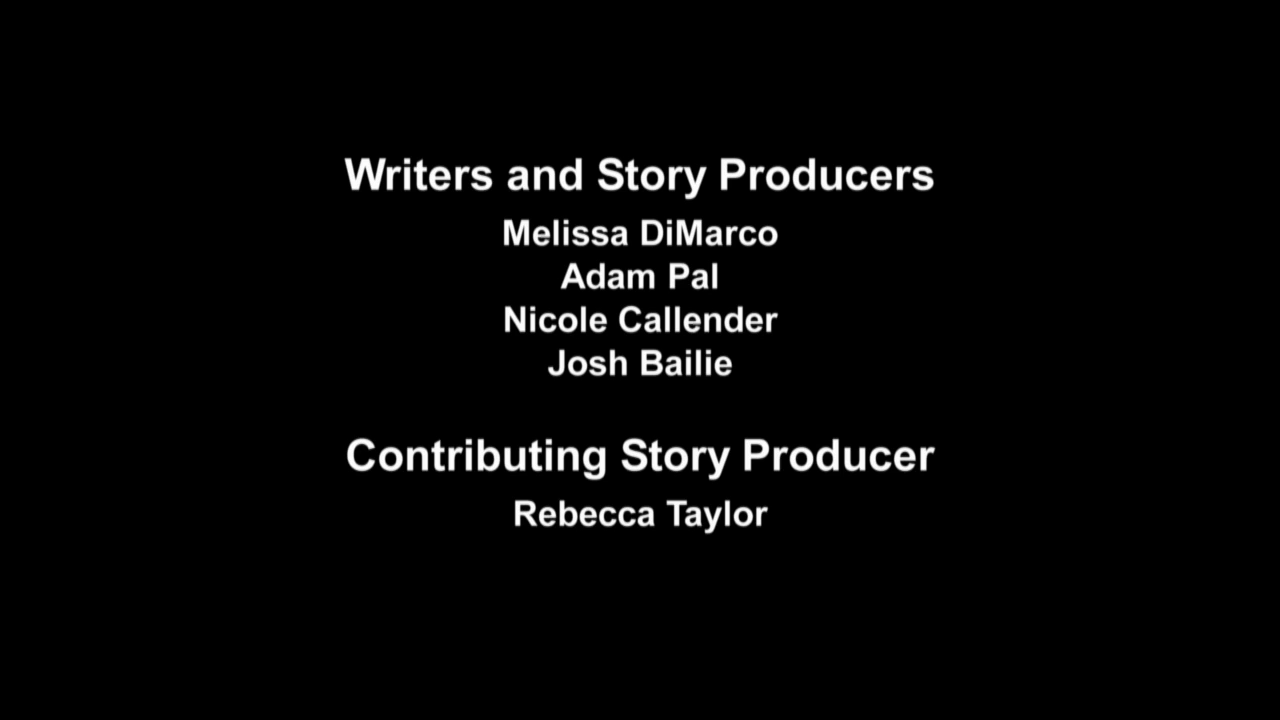 Writers and Story Producers
Melissa DiMarco
Adam Pal
Nicole Callender
Josh Bailie
Contributing Story Producer
Rebecca Taylor